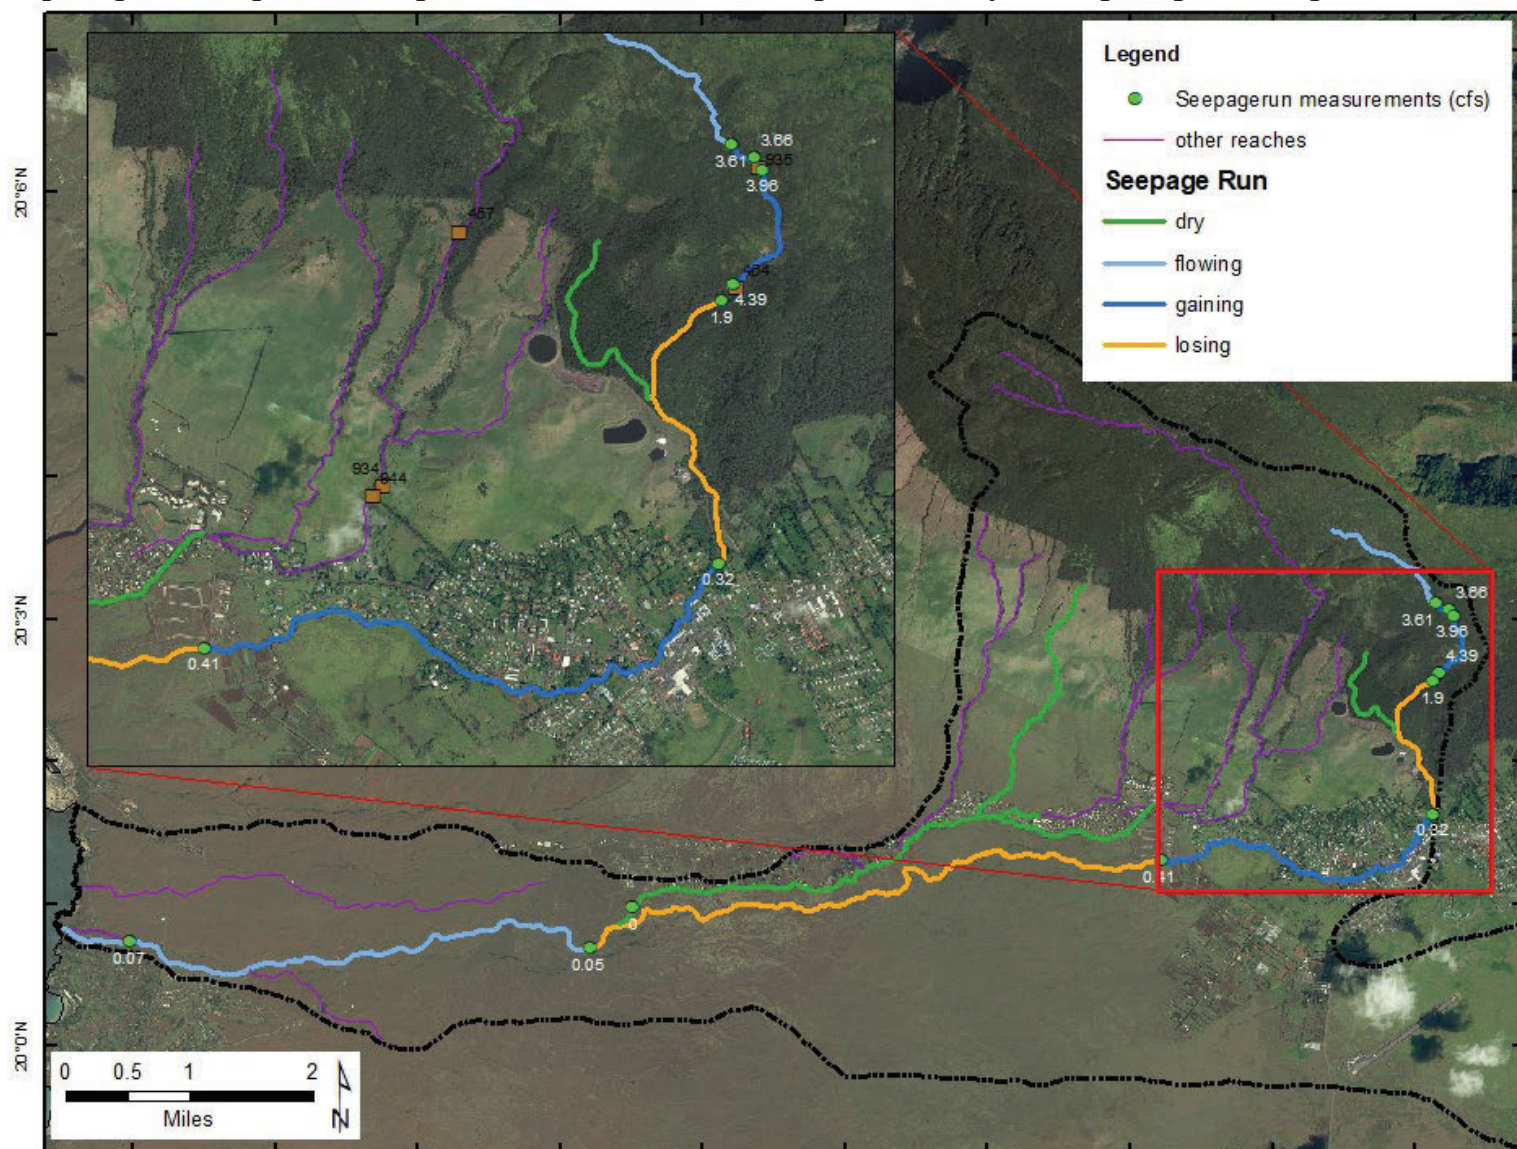 Legend
Seepagerun measurements (cfs)
other reaches
Seepage Run
dry
flowing
gaining
losing
20°6'N
20°3'N
20°0'N
3.66
3.61
935
3.96
457
4.39
1.9
934
0.32
0.41
3.66
3.61
3.96
4.39
1.9
0.32
0.41
0
0.05
0.07
0 0.5 1 2
Miles
N